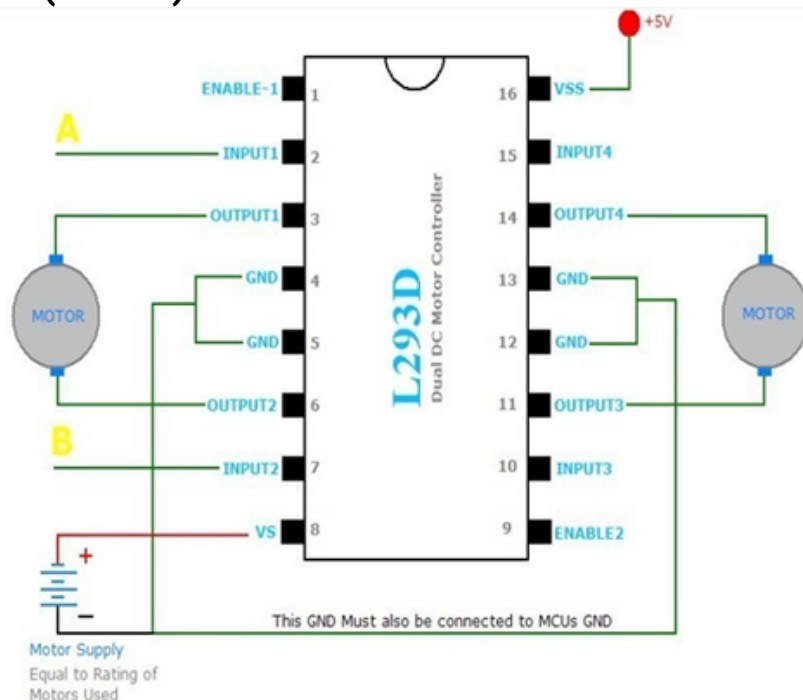 +5V
ENABLE-1
1
16
VSS
A
INPUT1
2
15
INPUT4
OUTPUT1
3
14
OUTPUT4
GND
4
13
GND
MOTOR
L293D
Dual DC Motor Controller
MOTOR
GND
5
12
GND
OUTPUT2
6
11
OUTPUT3
B
INPUT2
7
10
INPUT3
VS
8
9
ENABLE2
+
−
This GND Must also be connected to MCUs GND
Motor Supply
Equal to Rating of
Motors Used